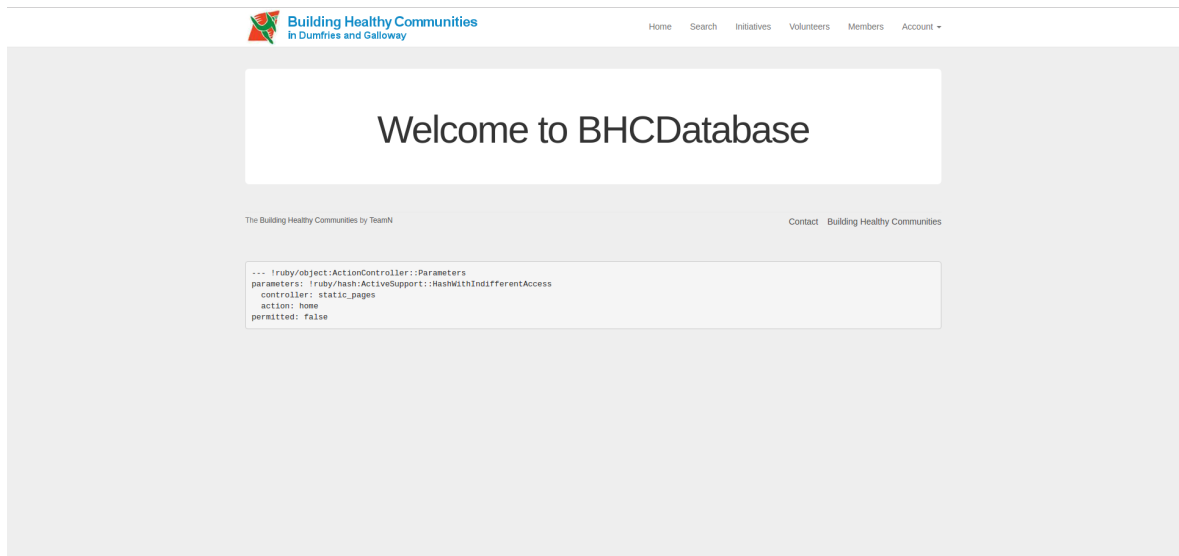 Building Healthy Communities
in Dumfries and Galloway
Home Search Initiatives Volunteers Members Account
Welcome to BHCDatabase
The Building Healthy Communities by TeamN
Contact Building Healthy Communities
--- !ruby/object:ActionController::Parameters
parameters: !ruby/hash:ActiveSupport::HashWithIndifferentAccess
  controller: static_pages
  action: home
permitted: false